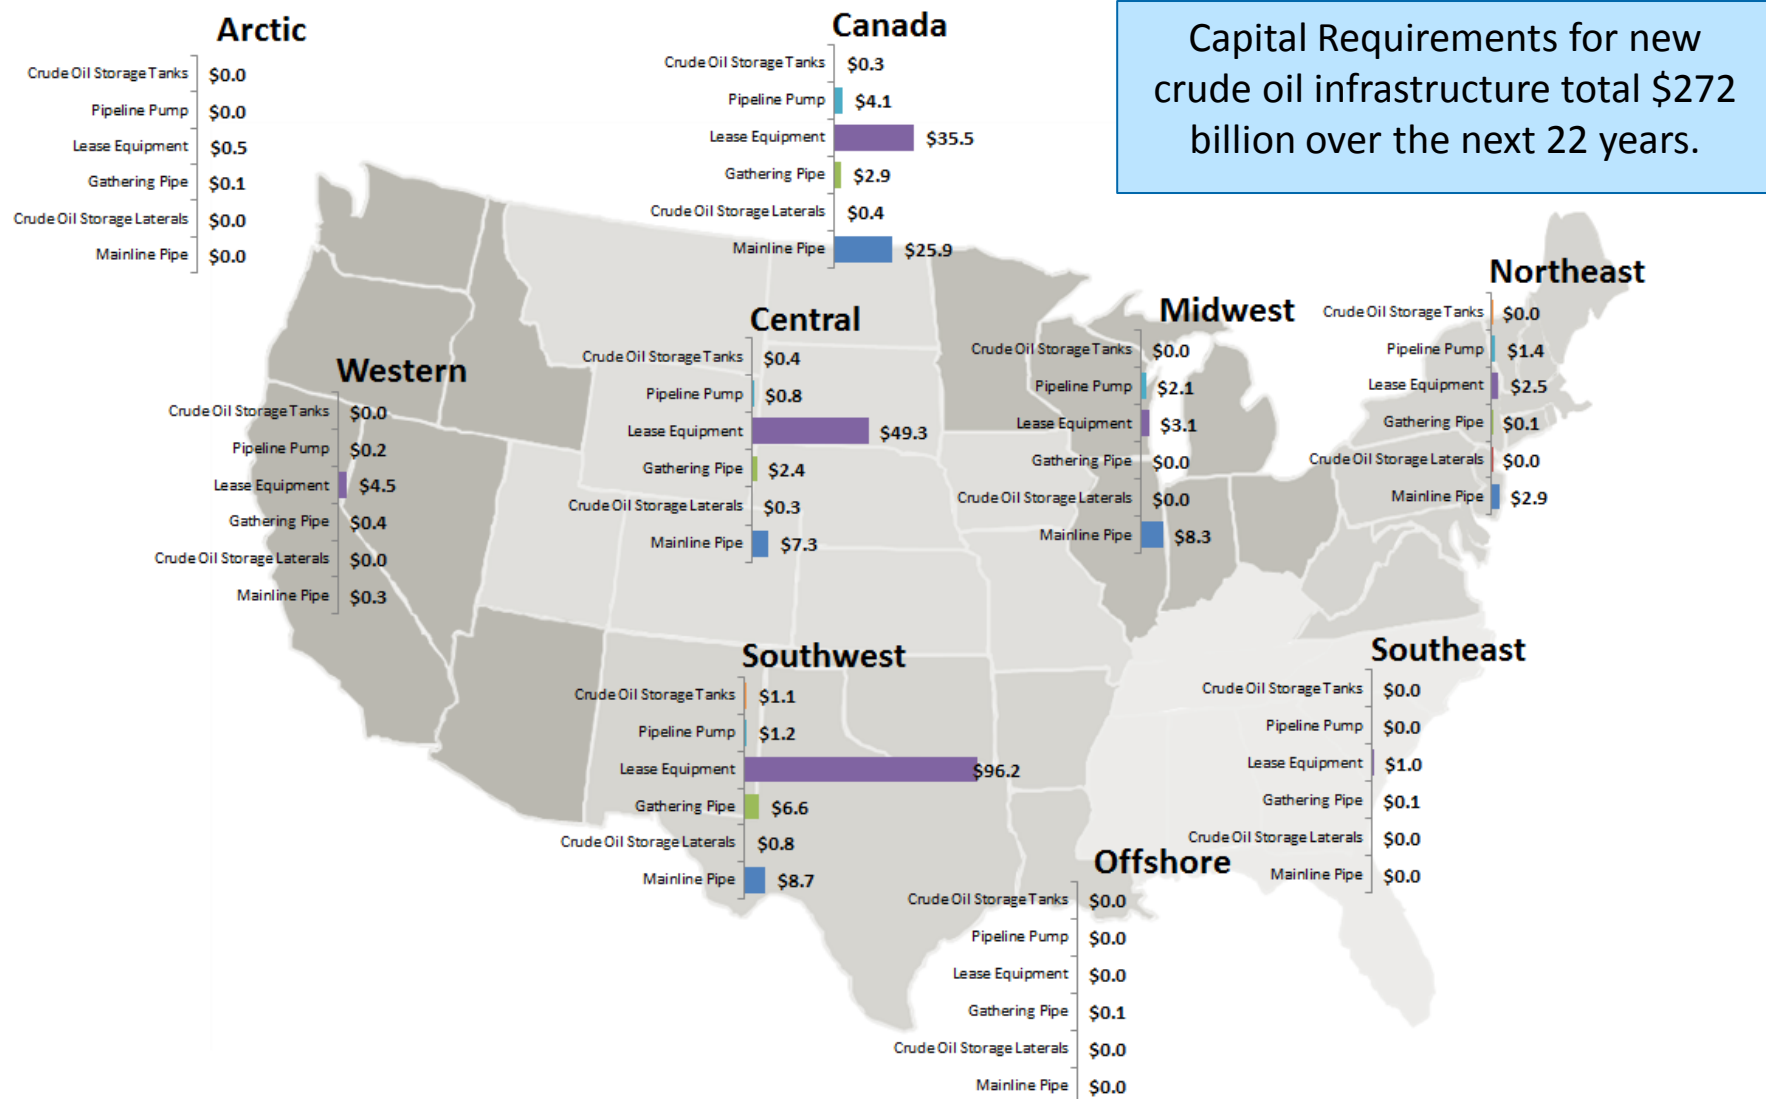 Arctic
Crude Oil Storage Tanks $0.0
Pipeline Pump $0.0
Lease Equipment $0.5
Gathering Pipe $0.1
Crude Oil Storage Laterals $0.0
Mainline Pipe $0.0
Canada
Crude Oil Storage Tanks $0.3
Pipeline Pump $4.1
Lease Equipment $35.5
Gathering Pipe $2.9
Crude Oil Storage Laterals $0.4
Mainline Pipe $25.9
Capital Requirements for new
crude oil infrastructure total $272
billion over the next 22 years.
Western
Crude Oil Storage Tanks $0.0
Pipeline Pump $0.2
Lease Equipment $4.5
Gathering Pipe $0.4
Crude Oil Storage Laterals $0.0
Mainline Pipe $0.3
Central
Crude Oil Storage Tanks $0.4
Pipeline Pump $0.8
Lease Equipment $49.3
Gathering Pipe $2.4
Crude Oil Storage Laterals $0.3
Mainline Pipe $7.3
Midwest
Crude Oil Storage Tanks $0.0
Pipeline Pump $2.1
Lease Equipment $3.1
Gathering Pipe $0.0
Crude Oil Storage Laterals $0.0
Mainline Pipe $8.3
Northeast
Crude Oil Storage Tanks $0.0
Pipeline Pump $1.4
Lease Equipment $2.5
Gathering Pipe $0.1
Crude Oil Storage Laterals $0.0
Mainline Pipe $2.9
Southwest
Crude Oil Storage Tanks $1.1
Pipeline Pump $1.2
Lease Equipment $96.2
Gathering Pipe $6.6
Crude Oil Storage Laterals $0.8
Mainline Pipe $8.7
Southeast
Crude Oil Storage Tanks $0.0
Pipeline Pump $0.0
Lease Equipment $1.0
Gathering Pipe $0.1
Crude Oil Storage Laterals $0.0
Mainline Pipe $0.0
Offshore
Crude Oil Storage Tanks $0.0
Pipeline Pump $0.0
Lease Equipment $0.0
Gathering Pipe $0.1
Crude Oil Storage Laterals $0.0
Mainline Pipe $0.0